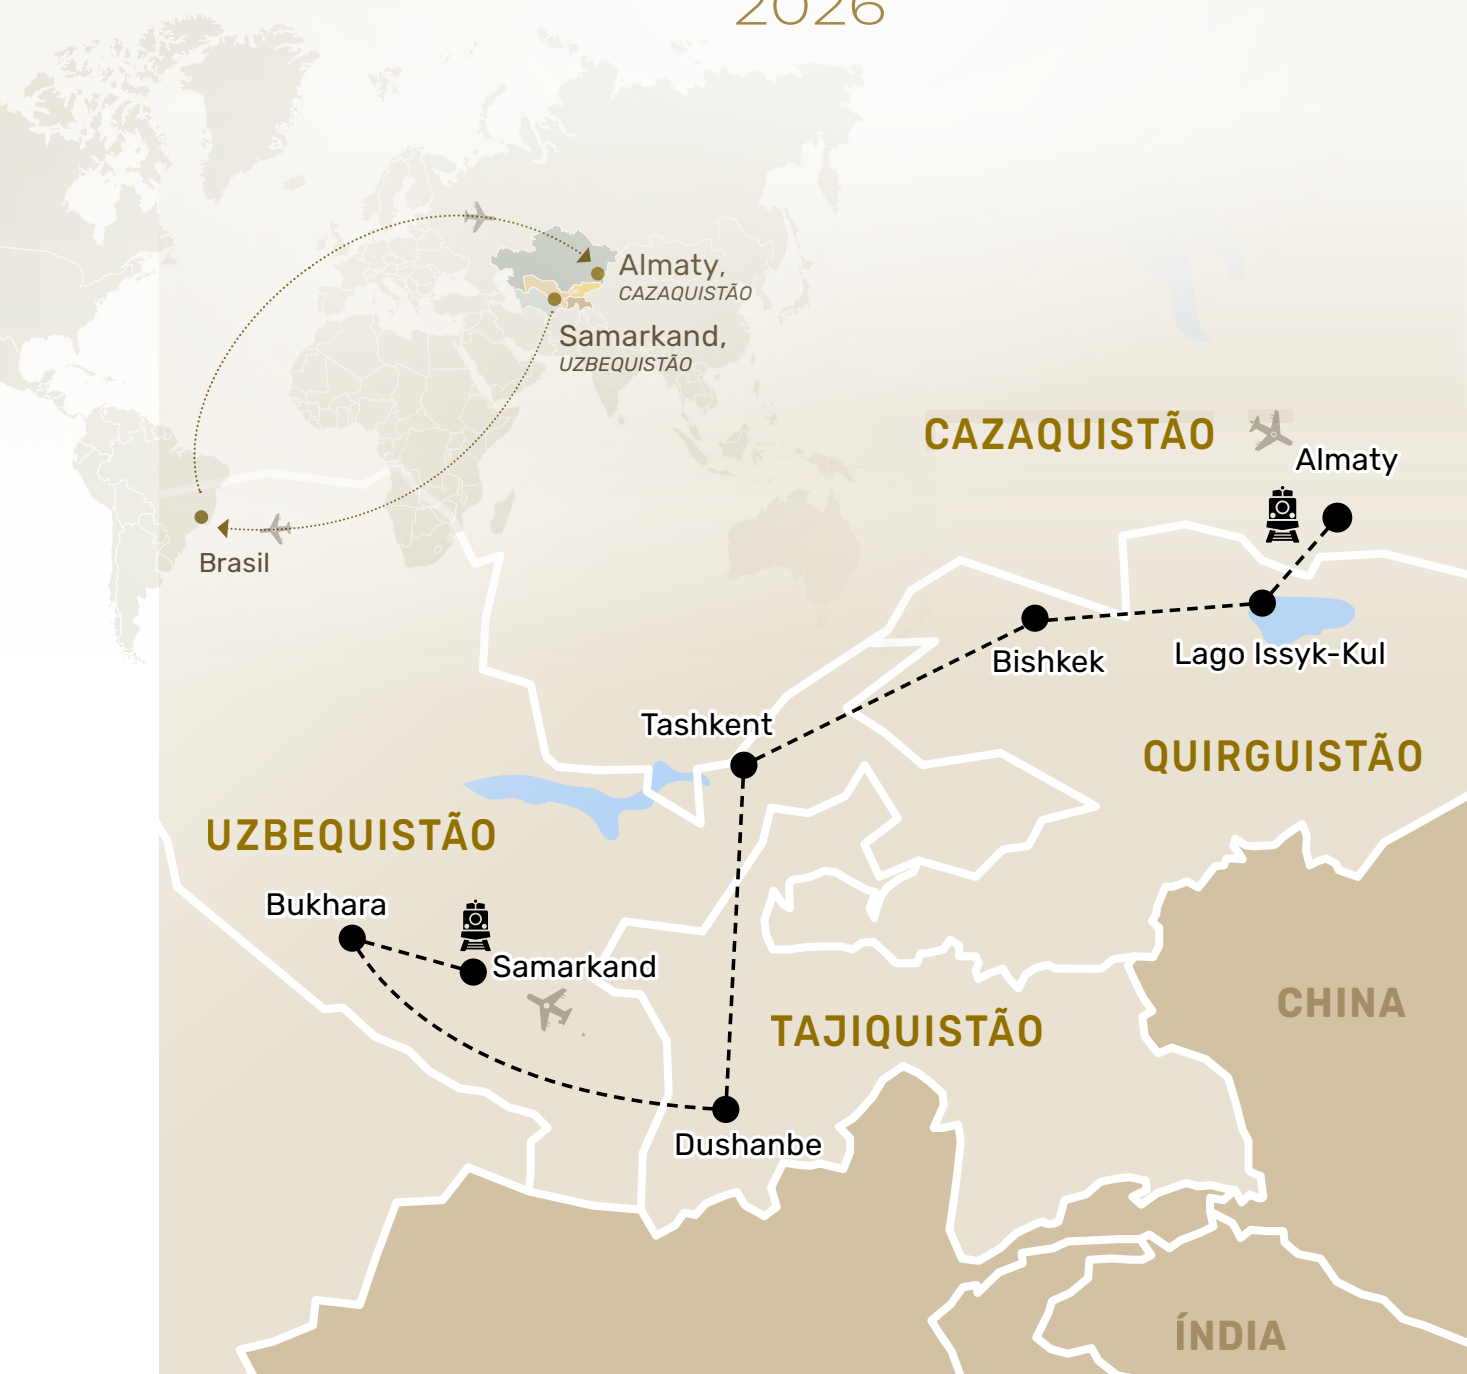 2026
Almaty,
CAZAQUISTÃO
Samarkand,
UZBEQUISTÃO
Brasil
CAZAQUISTÃO
Almaty
Bishkek
Lago Issyk-Kul
Tashkent
QUIRGUISTÃO
UZBEQUISTÃO
Bukhara
Samarkand
TAJIQUISTÃO
CHINA
Dushanbe
ÍNDIA